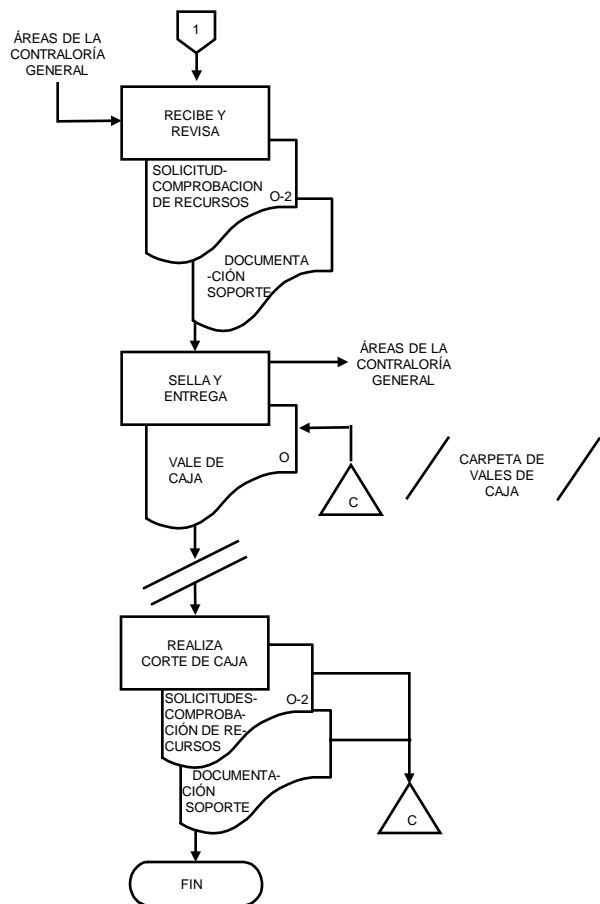 1
ÁREAS DE LA
CONTRALORÍA
GENERAL
RECIBE Y
REVISA
SOLICITUD-
COMPROBACION
DE RECURSOS
O-2
DOCUMENTA
-CIÓN
SOPORTE
SELLA Y
ENTREGA
ÁREAS DE LA
CONTRALORÍA
GENERAL
VALE DE
CAJA
O
C
CARPETA DE
VALES DE
CAJA
REALIZA
CORTE DE CAJA
SOLICITUDES-
COMPROBA-
CIÓN DE RE-
CURSOS
O-2
DOCUMENTA-
CIÓN
SOPORTE
C
FIN